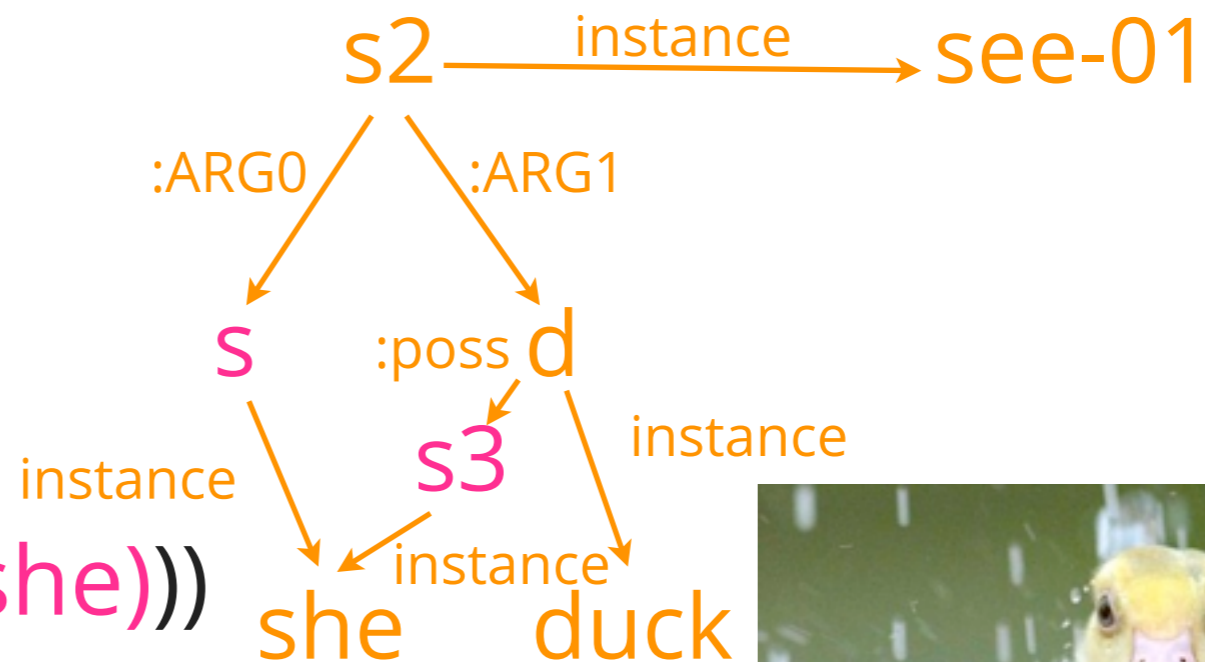 s2 instance see-01
:ARG0 :ARG1
s :poss d
instance
s3
instance
she)))
instance
she duck